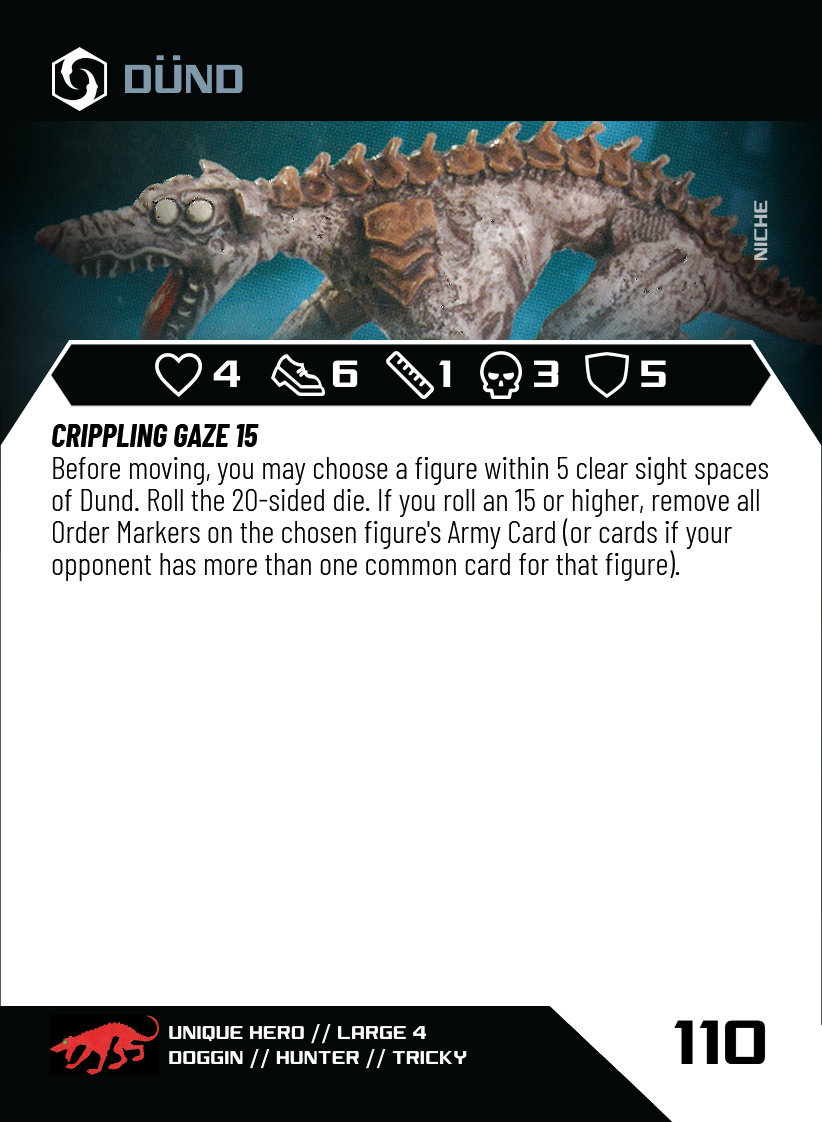 DÜND
NICHE
4 6 1 3 5
CRIPPLING GAZE 15
Before moving, you may choose a figure within 5 clear sight spaces
of Dund. Roll the 20-sided die. If you roll an 15 or higher, remove all
Order Markers on the chosen figure's Army Card (or cards if your
opponent has more than one common card for that figure).
UNIQUE HERO // LARGE 4
DOGGIN // HUNTER // TRICKY
110